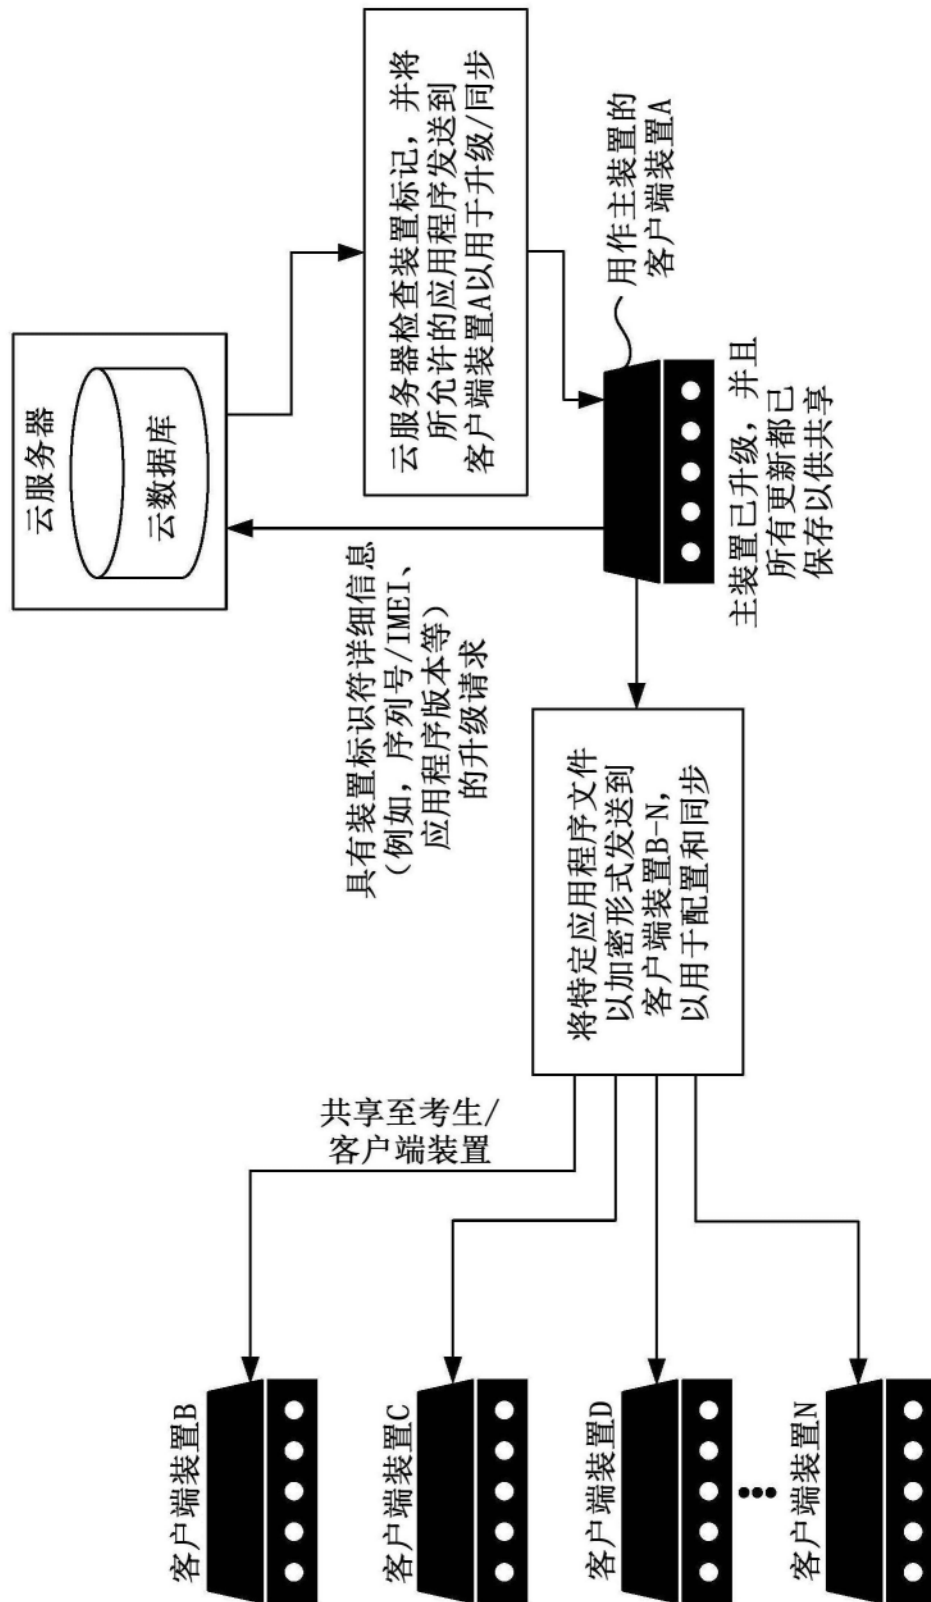 云服务器
云数据库
云服务器检查装置标记，并将
所允许的应用程序发送到
客户端装置A以用于升级/同步
用作主装置的
客户端装置A
具有装置标识符详细信息
（例如，序列号/IMEI、
应用程序版本等）
的升级请求
主装置已升级，并且
所有更新都已
保存以供共享
将特定应用程序文件
以加密形式发送到
客户端装置B-N，
以用于配置和同步
共享至考生/
客户端装置
客户端装置B
客户端装置C
客户端装置D
客户端装置N